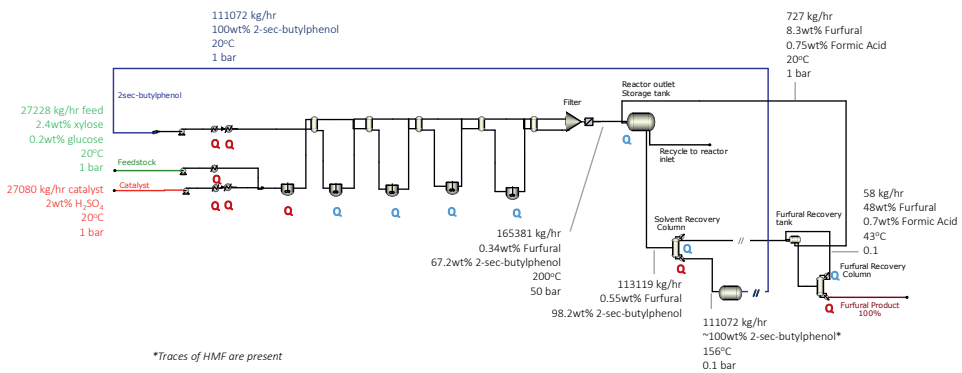 111072 kg/hr
100wt% 2-sec-butylphenol
20°C
1 bar
727 kg/hr
8.3wt% Furfural
0.75wt% Formic Acid
20°C
1 bar
2sec-butylphenol
Reactor outlet
Storage tank
Filter
27228 kg/hr feed
2.4wt% xylose
0.2wt% glucose
20°C
1 bar
Q Q
Q
Recycle to reactor
inlet
Feedstock
Q
Catalyst
27080 kg/hr catalyst
2wt% H2SO4
20°C
1 bar
Q Q
Q
Q
Q
Q
Q
165381 kg/hr
0.34wt% Furfural
67.2wt% 2-sec-butylphenol
200°C
50 bar
Solvent Recovery
Column
Q
Q
//
Furfural Recovery
tank
58 kg/hr
48wt% Furfural
0.7wt% Formic Acid
43°C
0.1
Q
Furfural Recovery
Column
Q
Furfural Product
100%
113119 kg/hr
0.55wt% Furfural
98.2wt% 2-sec-butylphenol
//
111072 kg/hr
~100wt% 2-sec-butylphenol*
156°C
0.1 bar
*Traces of HMF are present